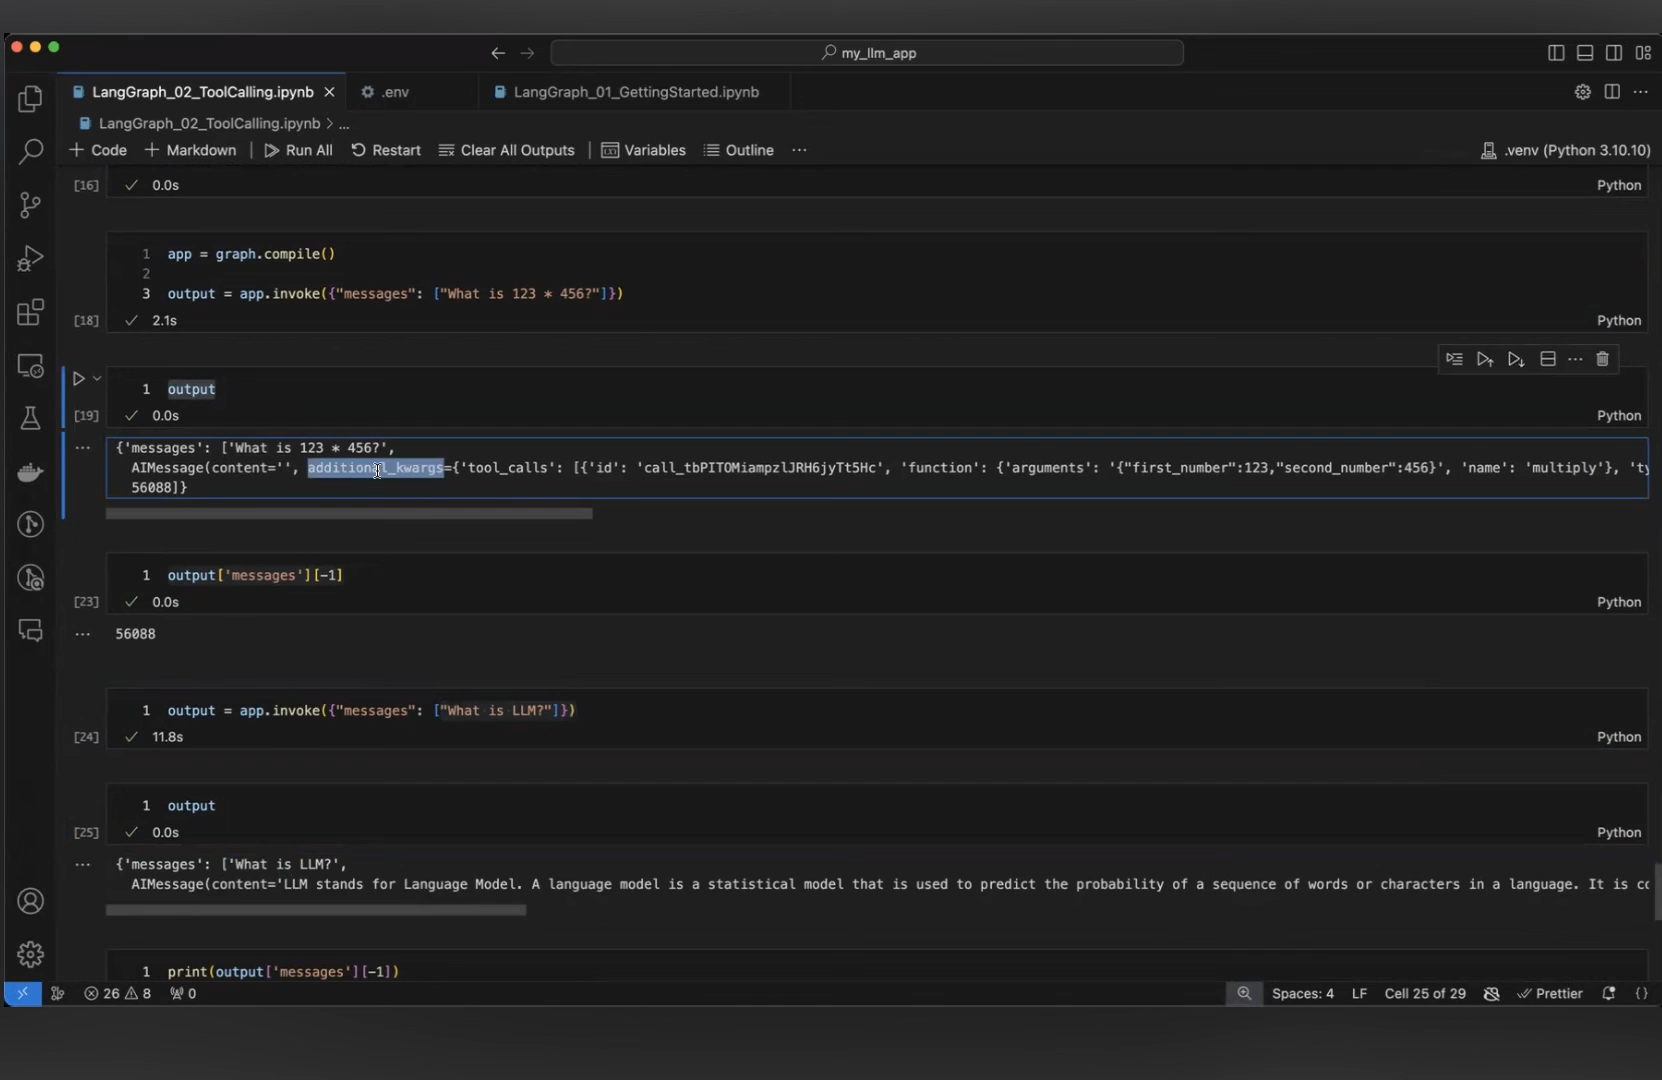 my_llm_app
LangGraph_02_ToolCalling.ipynb
.env
LangGraph_01_GettingStarted.ipynb
LangGraph_02_ToolCalling.ipynb > ...
+ Code + Markdown Run All Restart Clear All Outputs Variables Outline ... .venv (Python 3.10.10)
[16] 0.0s Python
1 app = graph.compile()
2
3 output = app.invoke({"messages": ["What is 123 * 456?"]})
[18] 2.1s Python
1 output
[19] 0.0s Python
{'messages': ['What is 123 * 456?',
AIMessage(content='', additional_kwargs={'tool_calls': [{'id': 'call_tbPITOMiampzlJRH6jyTt5Hc', 'function': {'arguments': '{"first_number":123,"second_number":456}', 'name': 'multiply'}, 'ty
56088]}
1 output['messages'][-1]
[23] 0.0s Python
56088
1 output = app.invoke({"messages": ["What is LLM?"]})
[24] 11.8s Python
1 output
[25] 0.0s Python
{'messages': ['What is LLM?',
AIMessage(content='LLM stands for Language Model. A language model is a statistical model that is used to predict the probability of a sequence of words or characters in a language. It is co
1 print(output['messages'][-1])
26 8 0 Spaces: 4 LF Cell 25 of 29 Prettier {}